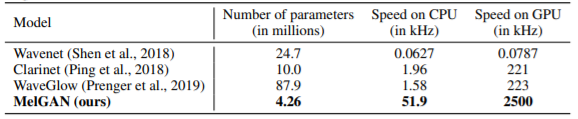 Model Number of parameters (in millions) Speed on CPU (in kHz) Speed on GPU (in kHz)
Wavenet (Shen et al., 2018) 24.7 0.0627 0.0787
Clarinet (Ping et al., 2018) 10.0 1.96 221
WaveGlow (Prenger et al., 2019) 87.9 1.58 223
MelGAN (ours) 4.26 51.9 2500